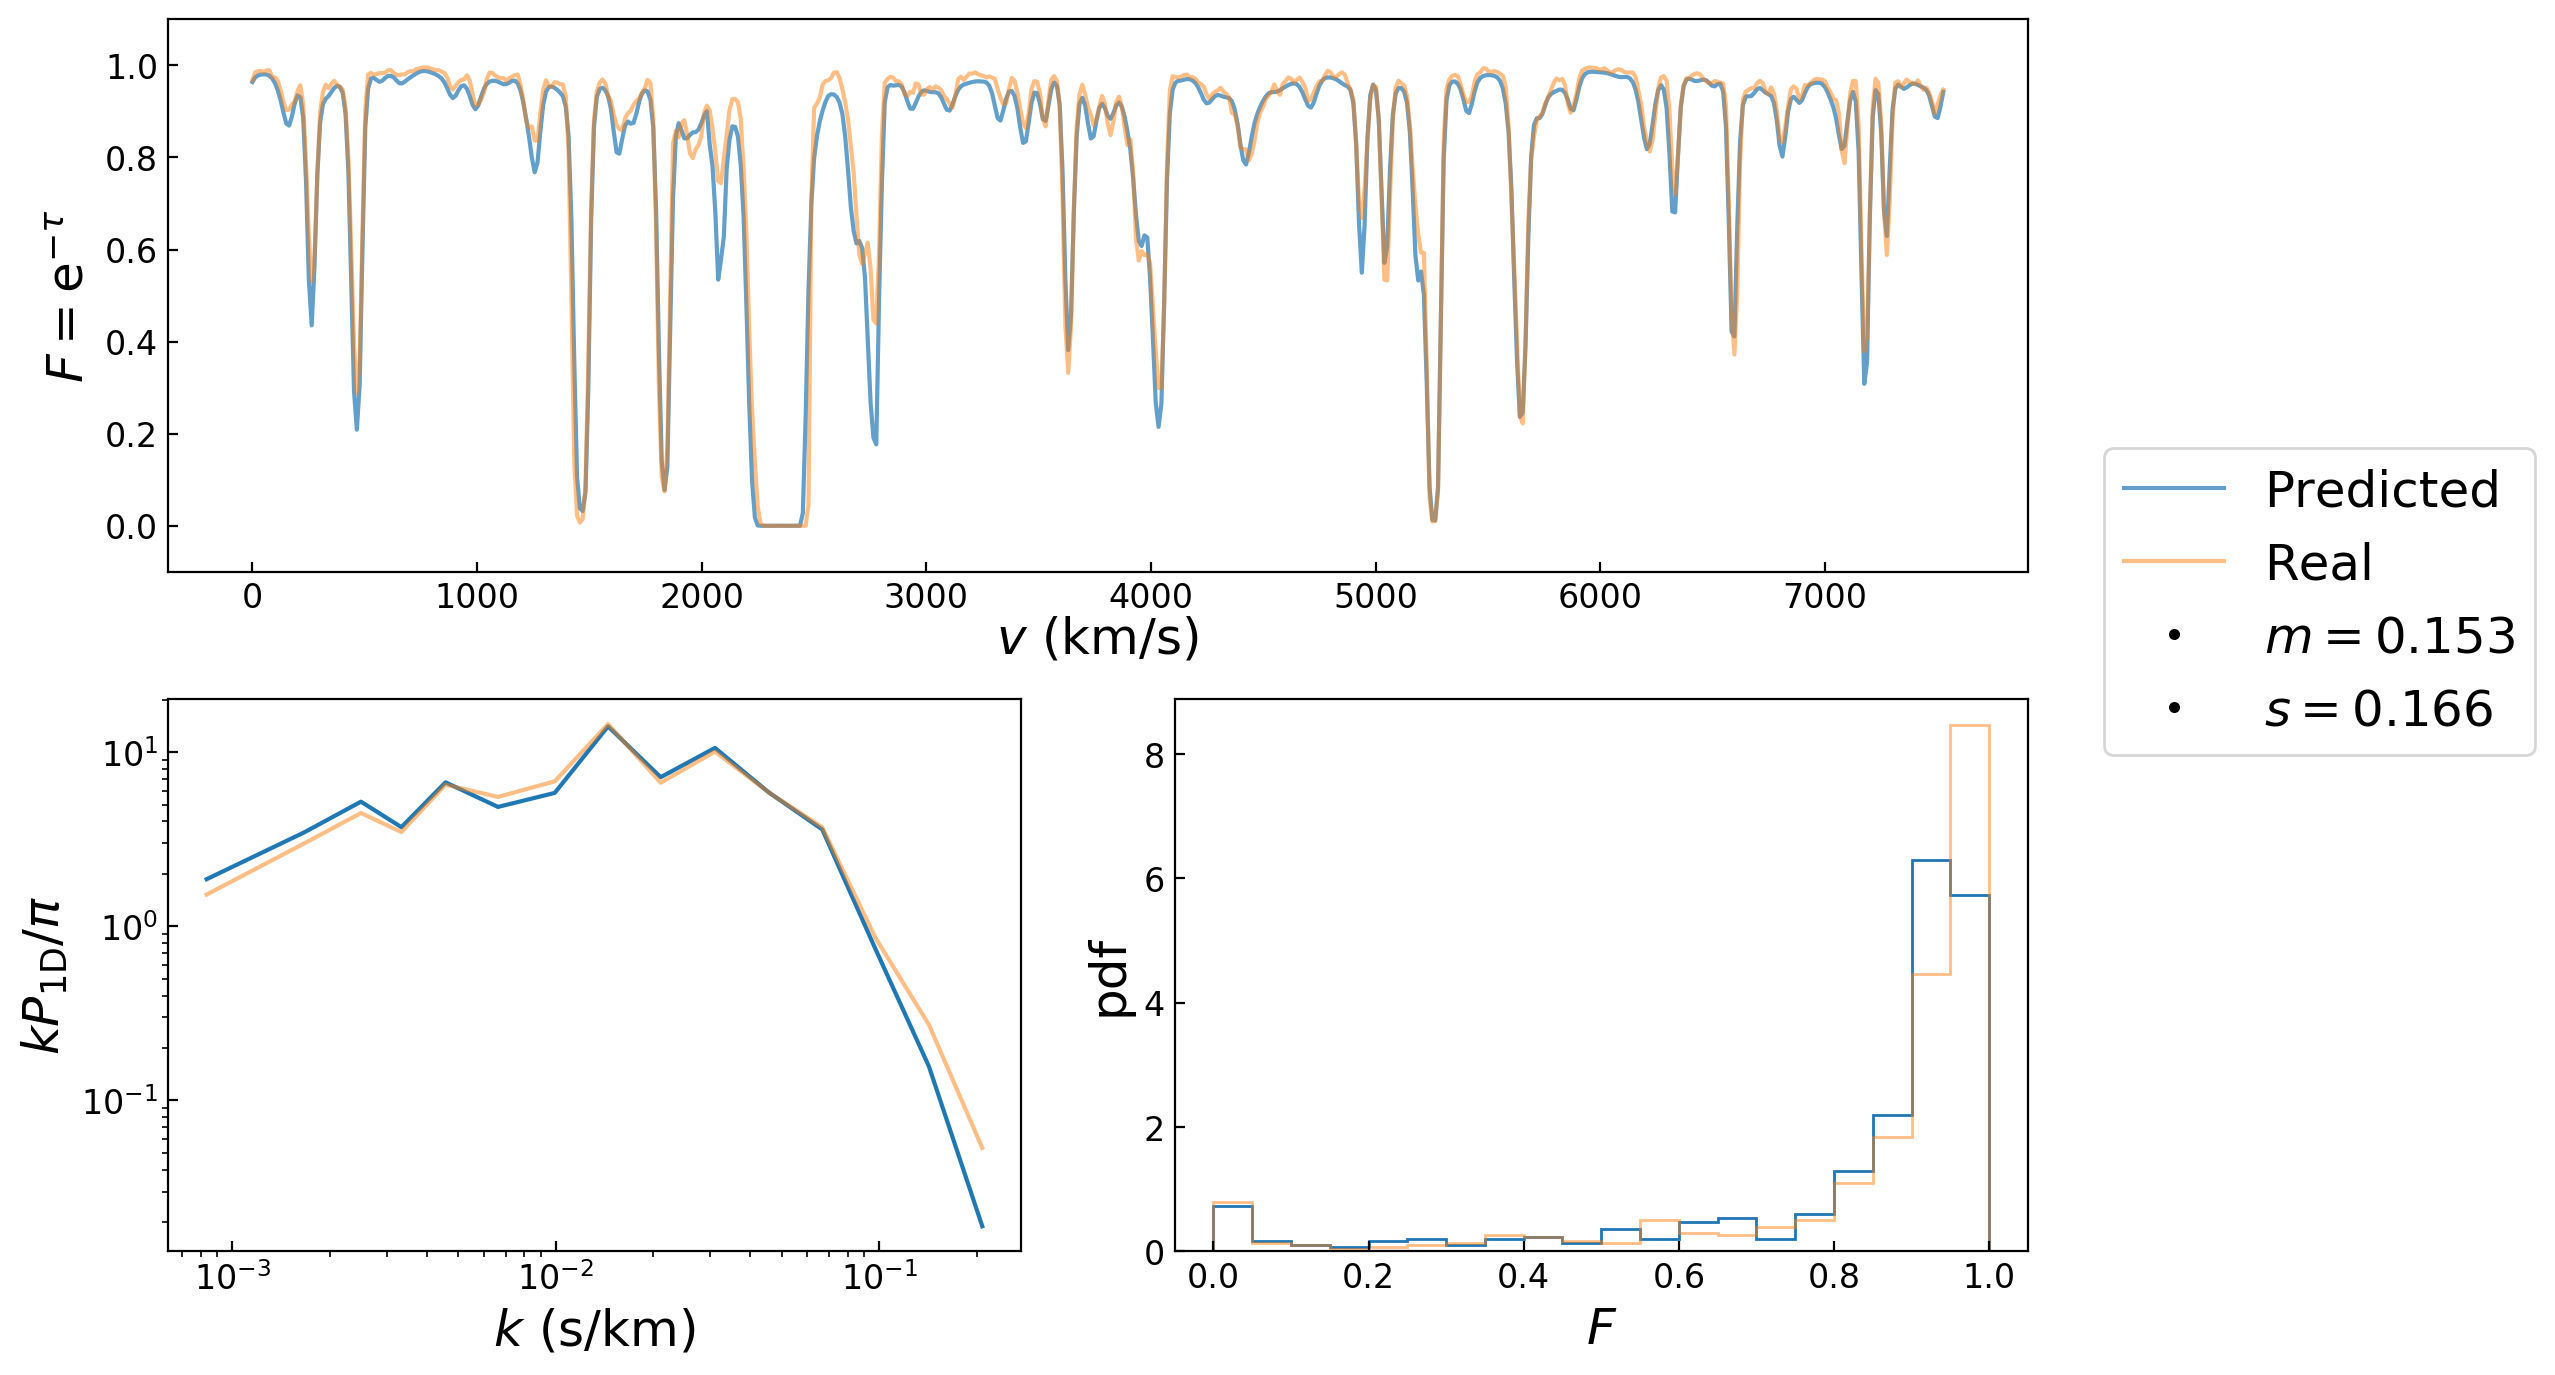 1.0
0.8
0.6
0.4
0.2
0.0
F = e^{−τ}
0 1000 2000 3000 4000 5000 6000 7000
v (km/s)
Predicted
Real
m = 0.153
s = 0.166
10^1
10^0
10^{−1}
kP_{1D}/π
10^{−3} 10^{−2} 10^{−1}
k (s/km)
8
6
4
2
0
pdf
0.0 0.2 0.4 0.6 0.8 1.0
F